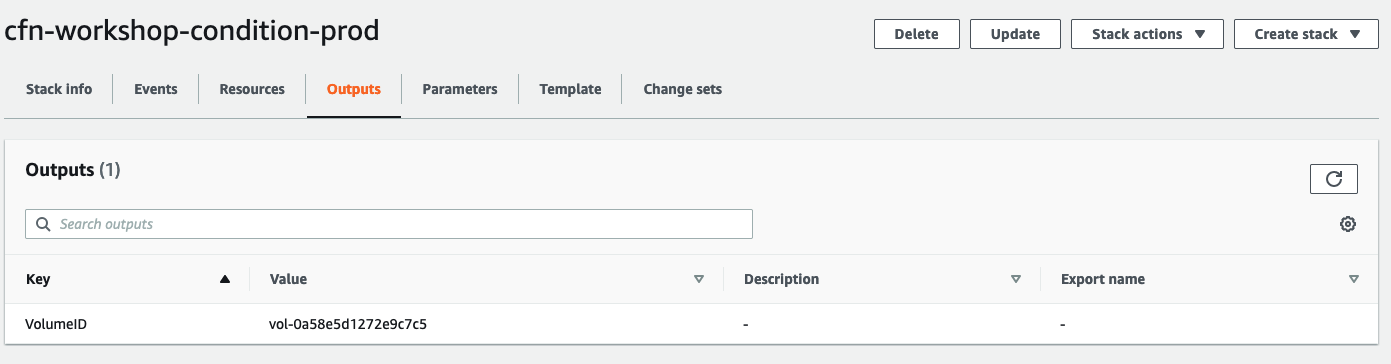 cfn-workshop-condition-prod
Delete Update Stack actions Create stack
Stack info Events Resources Outputs Parameters Template Change sets
Outputs (1)
Search outputs
Key Value Description Export name
VolumeID vol-0a58e5d1272e9c7c5 - -